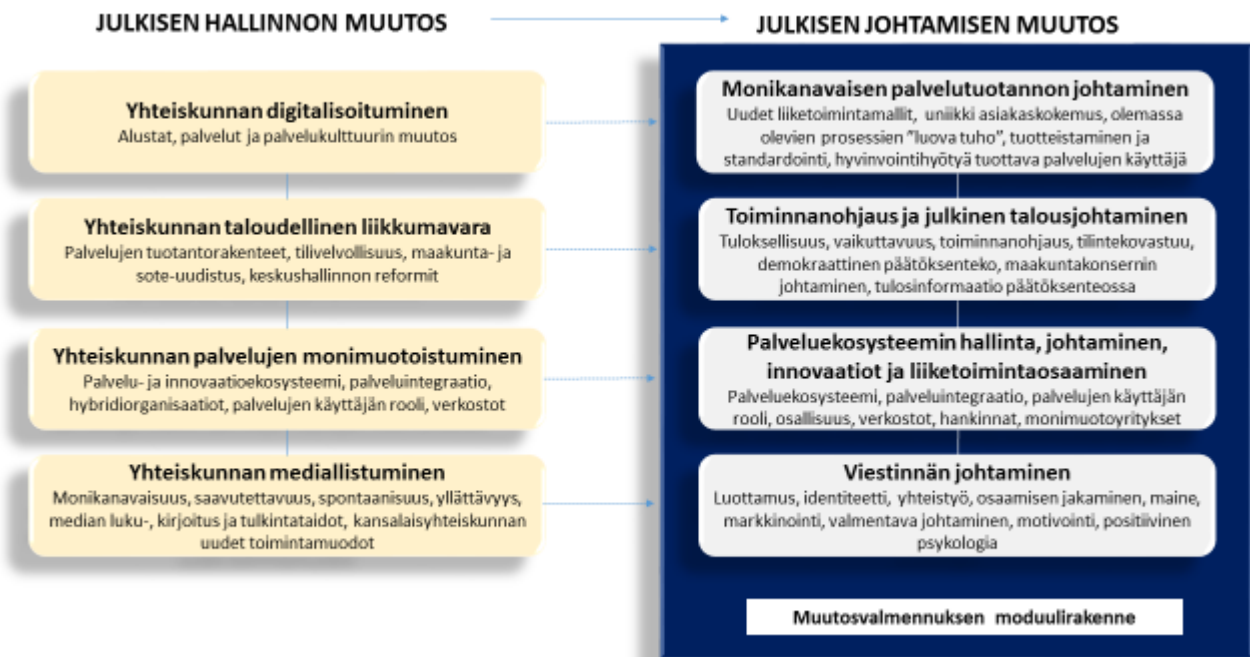 JULKISEN HALLINNON MUUTOS
JULKISEN JOHTAMISEN MUUTOS
Yhteiskunnan digitalisoituminen
Alustat, palvelut ja palvelukulttuurin muutos
Monikanavaisen palvelutuotannon johtaminen
Uudet liiketoimintamallit, uniikki asiakaskokemus, olemassa
olevien prosessien ”luova tuho”, tuotteistaminen ja
standardointi, hyvinvointihyötyä tuottava palvelujen käyttäjä
Yhteiskunnan taloudellinen liikkumavara
Palvelujen tuotantorakenteet, tilivelvollisuus, maakunta- ja
sote-uudistus, keskushallinnon reformit
Toiminnanohjaus ja julkinen talousjohtaminen
Tuloksellisuus, vaikuttavuus, toiminnanohjaus, tilintekovastuu,
demokraattinen päätöksenteko, maakuntakonsernin
johtaminen, tulosinformaatio päätöksenteossa
Yhteiskunnan palvelujen monimuotoistuminen
Palvelu- ja innovaatioekosysteemi, palveluintegraatio,
hybridiorganisaatiot, palvelujen käyttäjän rooli, verkostot
Palveluekosysteemin hallinta, johtaminen,
innovaatiot ja liiketoimintaosaaminen
Palveluekosysteemi, palveluintegraatio, palvelujen käyttäjän
rooli, osallisuus, verkostot, hankinnat, monimuotoyritykset
Yhteiskunnan mediallistuminen
Monikanavaisuus, saavutettavuus, spontaanisuus, yllättävyys,
median luku-, kirjoitus ja tulkintataidot, kansalaisyhteiskunnan
uudet toimintamuodot
Viestinnän johtaminen
Luottamus, identiteetti, yhteistyö, osaamisen jakaminen, maine,
markkinointi, valmentava johtaminen, motivointi, positiivinen
psykologia
Muutosvalmennuksen moduulirakenne